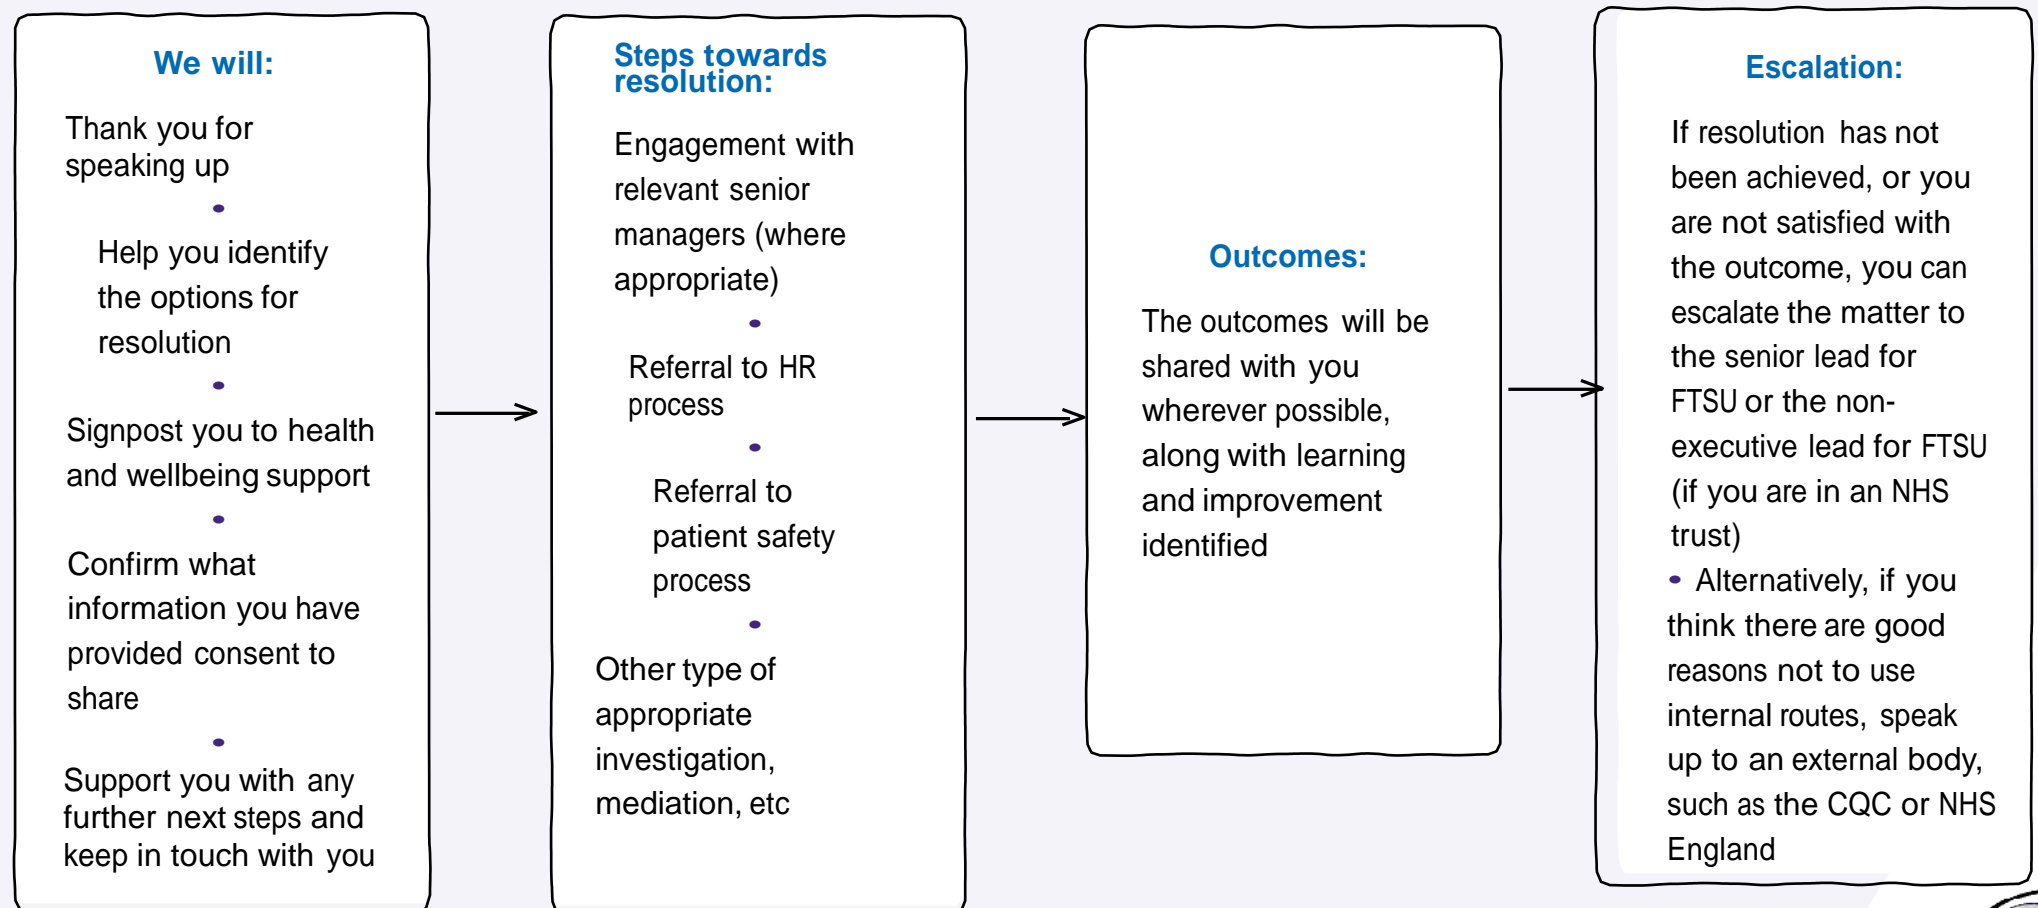 We will:
Thank you for
speaking up
•
Help you identify
the options for
resolution
•
Signpost you to health
and wellbeing support
•
Confirm what
information you have
provided consent to
share
•
Support you with any
further next steps and
keep in touch with you
Steps towards
resolution:
Engagement with
relevant senior
managers (where
appropriate)
•
Referral to HR
process
•
Referral to
patient safety
process
•
Other type of
appropriate
investigation,
mediation, etc
Outcomes:
The outcomes will be
shared with you
wherever possible,
along with learning
and improvement
identified
Escalation:
If resolution has not
been achieved, or you
are not satisfied with
the outcome, you can
escalate the matter to
the senior lead for
FTSU or the non-
executive lead for FTSU
(if you are in an NHS
trust)
• Alternatively, if you
think there are good
reasons not to use
internal routes, speak
up to an external body,
such as the CQC or NHS
England